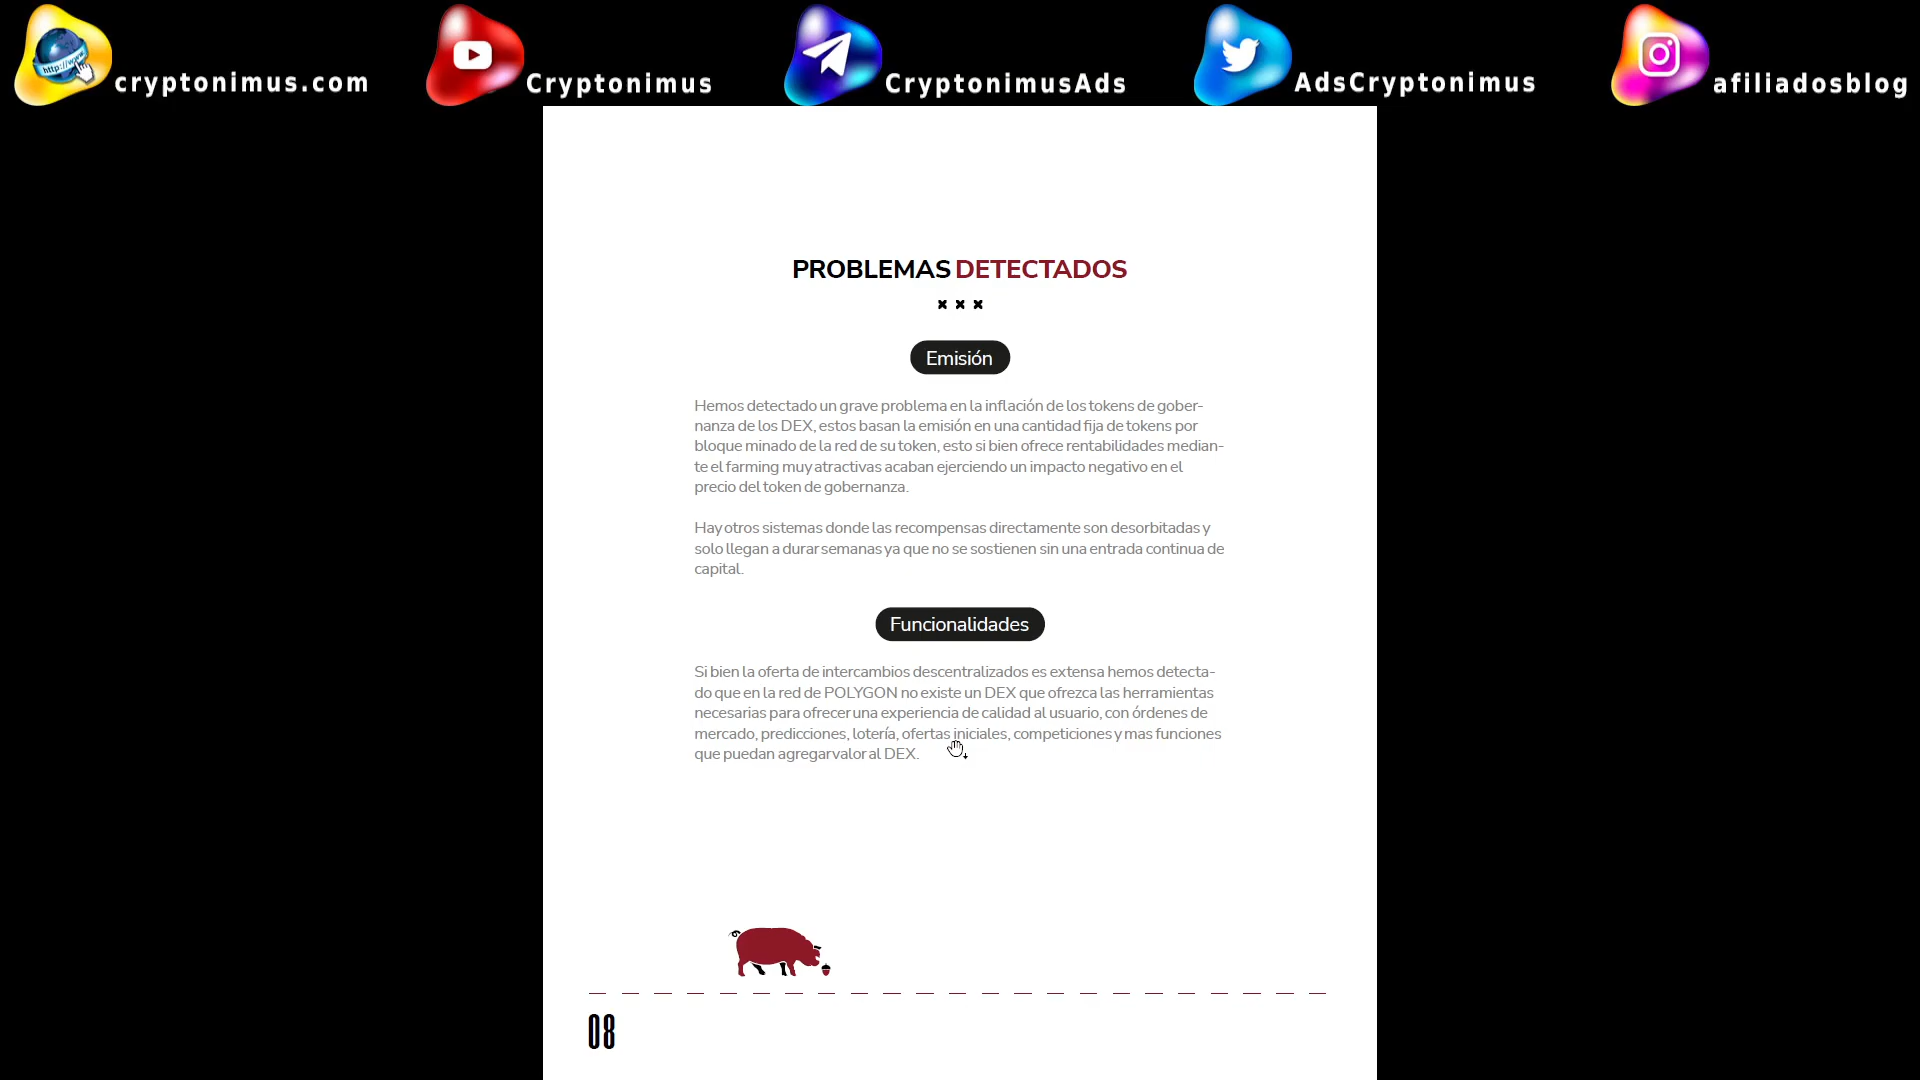 cryptonimus.com
Cryptonimus
CryptonimusAds
AdsCryptonimus
afiliadosblog
http://www
PROBLEMAS DETECTADOS
Emisión
Hemos detectado un grave problema en la inflación de los tokens de gober-
nanza de los DEX, estos basan la emisión en una cantidad fija de tokens por
bloque minado de la red de su token, esto si bien ofrece rentabilidades median-
te el farming muy atractivas acaban ejerciendo un impacto negativo en el
precio del token de gobernanza.
Hay otros sistemas donde las recompensas directamente son desorbitadas y
solo llegan a durar semanas ya que no se sostienen sin una entrada continua de
capital.
Funcionalidades
Si bien la oferta de intercambios descentralizados es extensa hemos detecta-
do que en la red de POLYGON no existe un DEX que ofrezca las herramientas
necesarias para ofrecer una experiencia de calidad al usuario, con órdenes de
mercado, predicciones, lotería, ofertas iniciales, competiciones y mas funciones
que puedan agregar valor al DEX.
08